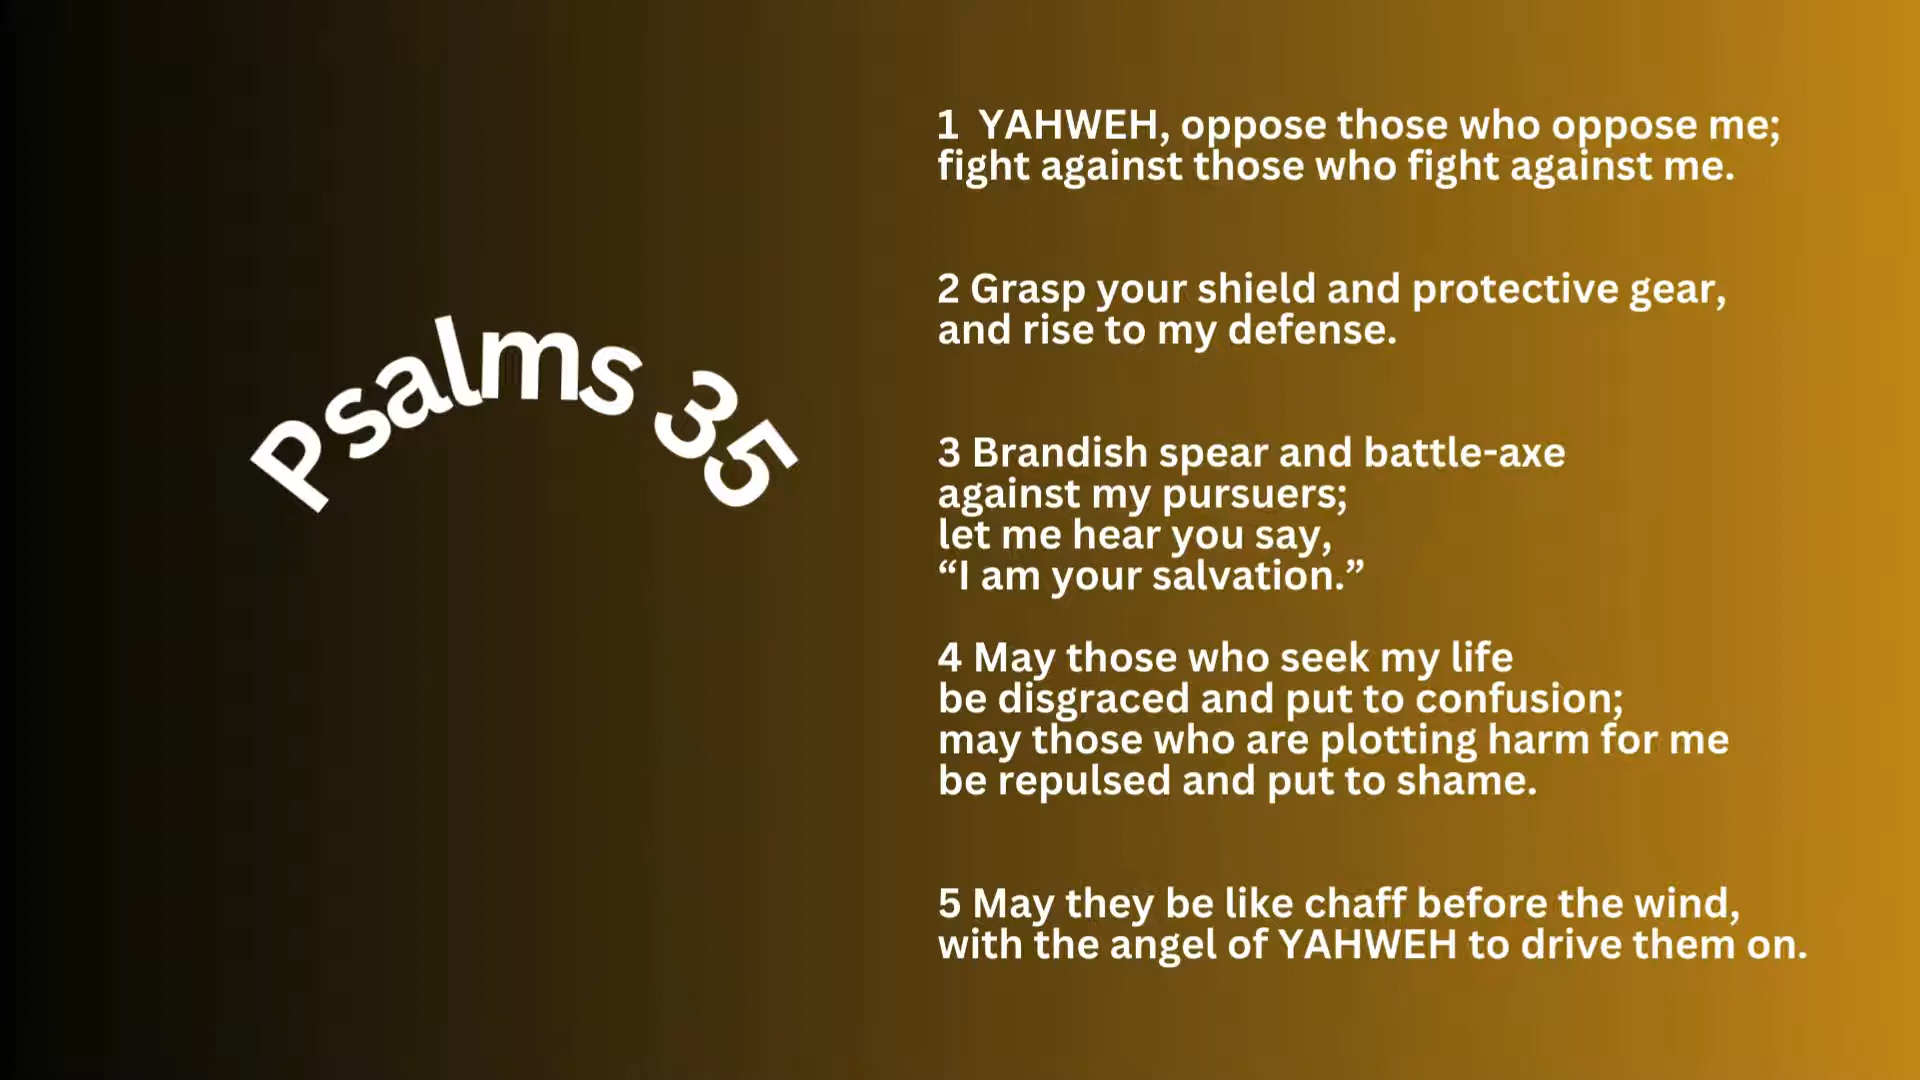 Psalms 35
1 YAHWEH, oppose those who oppose me;
fight against those who fight against me.
2 Grasp your shield and protective gear,
and rise to my defense.
3 Brandish spear and battle-axe
against my pursuers;
let me hear you say,
“I am your salvation.”
4 May those who seek my life
be disgraced and put to confusion;
may those who are plotting harm for me
be repulsed and put to shame.
5 May they be like chaff before the wind,
with the angel of YAHWEH to drive them on.